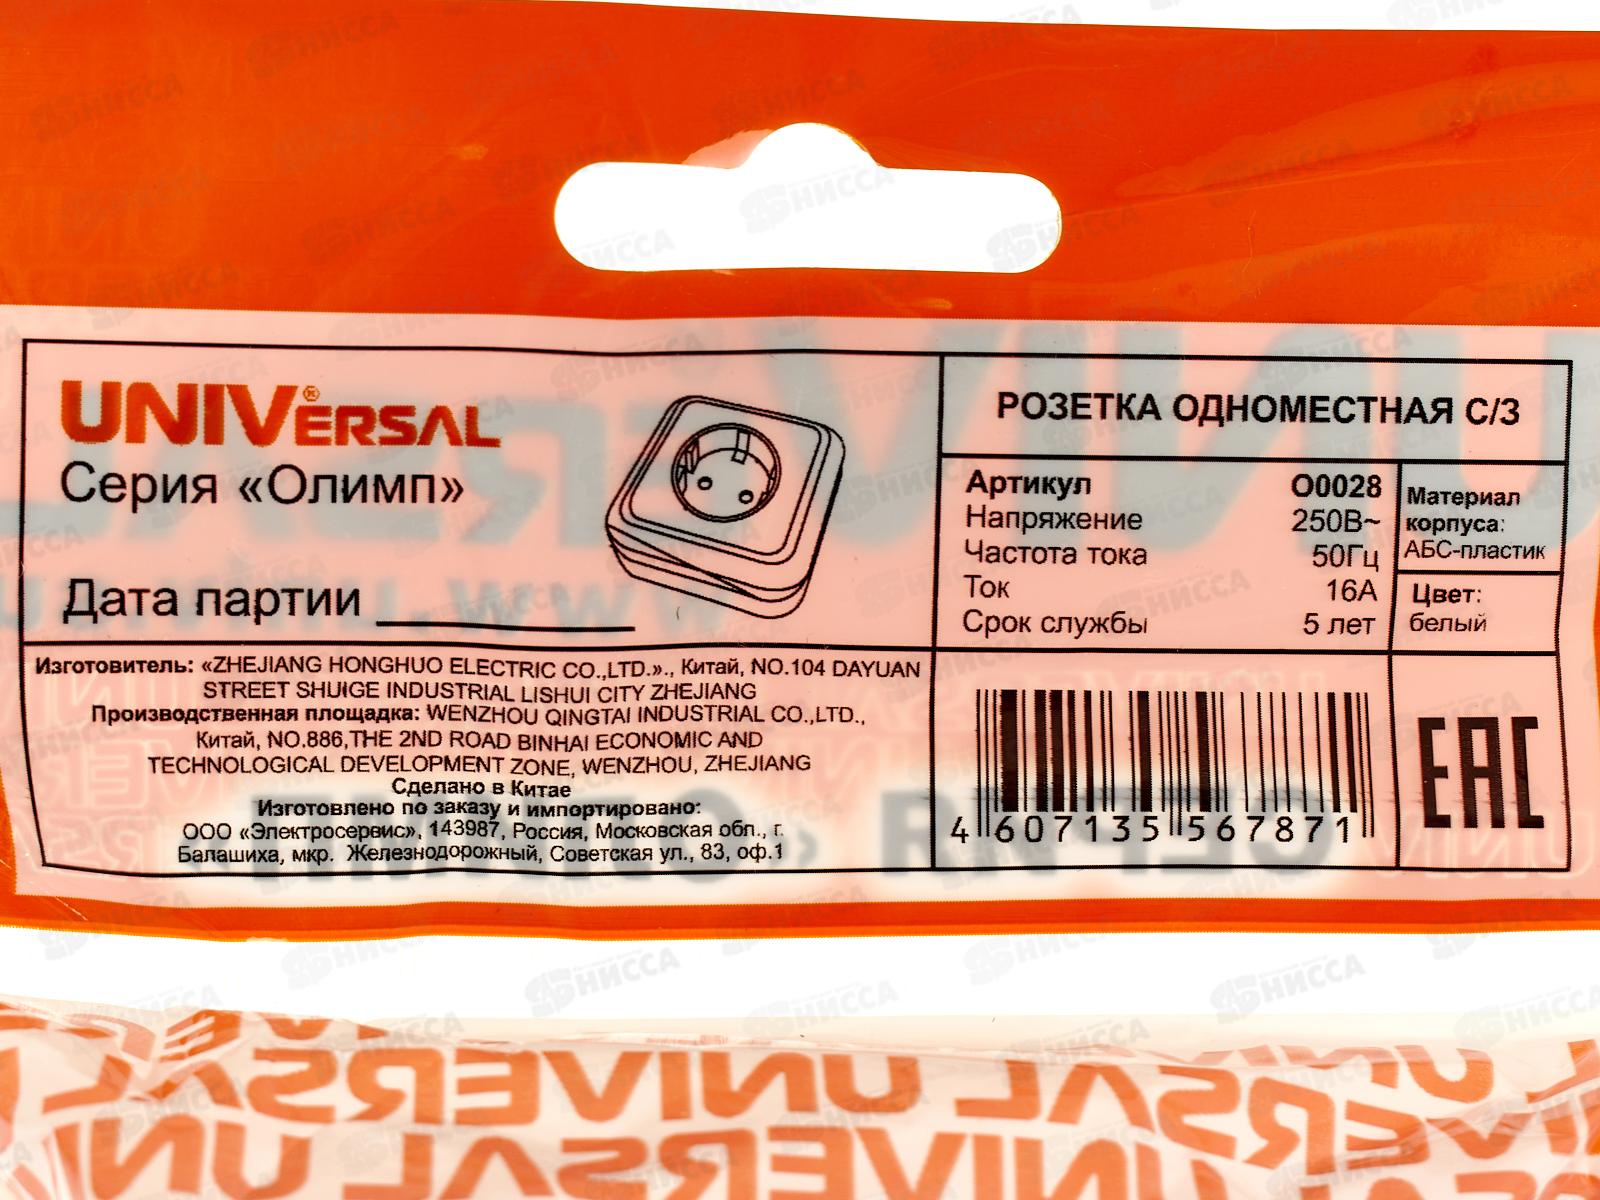 UNIVERSAL®
Серия «Олимп»
Дата партии
РОЗЕТКА ОДНОМЕСТНАЯ С/З
Артикул О0028
Напряжение 250В~
Частота тока 50Гц
Ток 16А
Срок службы 5 лет
Материал
корпуса:
АБС-пластик
Цвет:
белый
Изготовитель: «ZHEJIANG HONGHUO ELECTRIC CO.,LTD.»., Китай, NO.104 DAYUAN
STREET SHUIGE INDUSTRIAL LISHUI CITY ZHEJIANG
Производственная площадка: WENZHOU QINGTAI INDUSTRIAL CO.,LTD.,
Китай, NO.886,THE 2ND ROAD BINHAI ECONOMIC AND
TECHNOLOGICAL DEVELOPMENT ZONE, WENZHOU, ZHEJIANG
Сделано в Китае
Изготовлено по заказу и импортировано:
ООО «Электросервис», 143987, Россия, Московская обл., г.
Балашиха, мкр. Железнодорожный, Советская ул., 83, оф.1
4 607135 567871
EAC
UNIVERSAL UNIVERSAL
UNIVERSAL UN